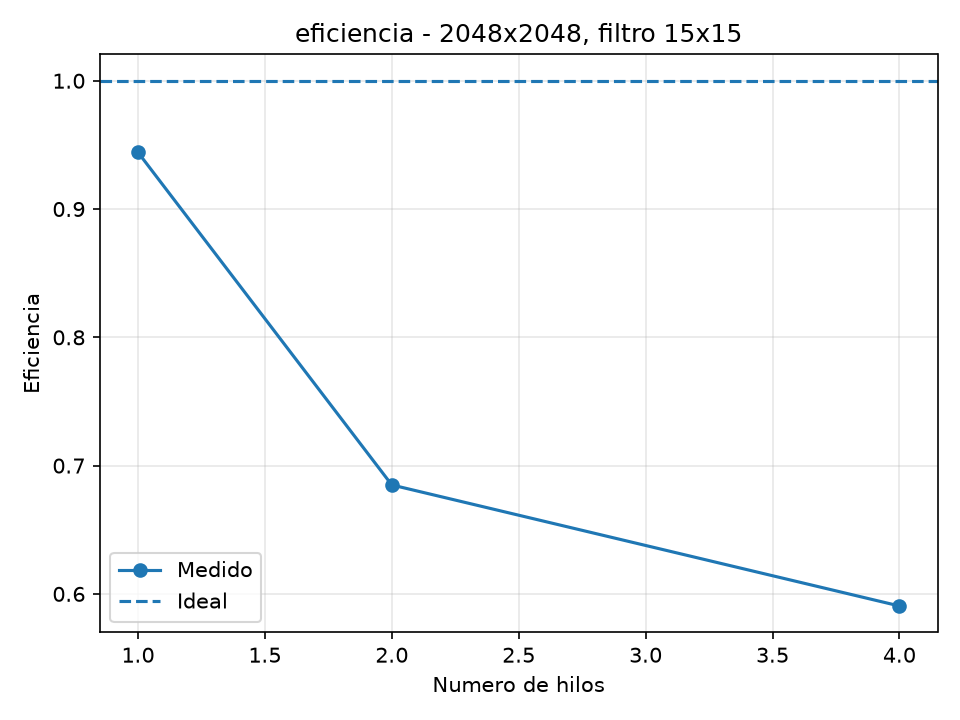 eficiencia - 2048x2048, filtro 15x15
Eficiencia
1.0
0.9
0.8
0.7
0.6
Medido
Ideal
1.0 1.5 2.0 2.5 3.0 3.5 4.0
Numero de hilos